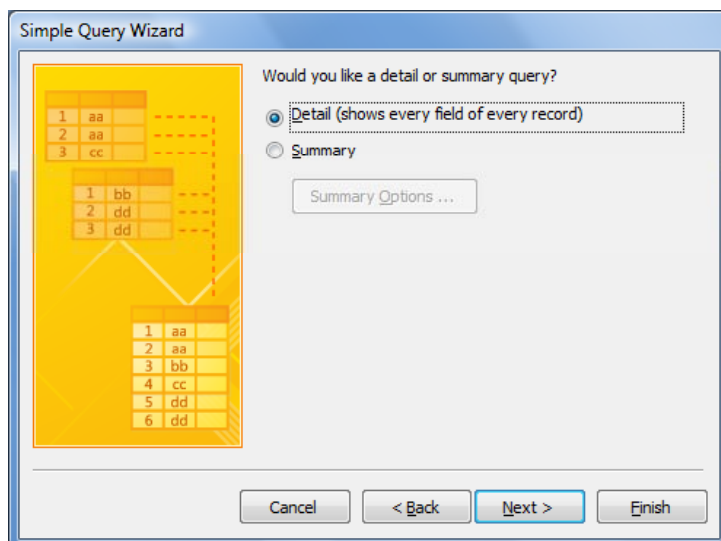 Simple Query Wizard
Would you like a detail or summary query?
Detail (shows every field of every record)
Summary
Summary Options ...
1 aa
2 aa
3 cc
1 bb
2 dd
3 dd
1 aa
2 aa
3 bb
4 cc
5 dd
6 dd
Cancel
< Back
Next >
Finish